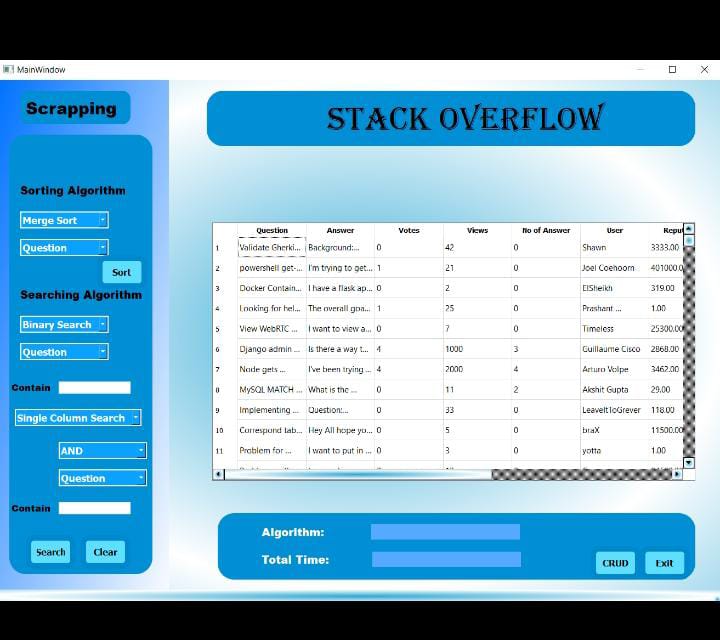 MainWindow
Scrapping
STACK OVERFLOW
Sorting Algorithm
Merge Sort
Question
Sort
Searching Algorithm
Binary Search
Question
Contain
Single Column Search
AND
Question
Contain
Search Clear
Question Answer Votes Views No of Answer User Reput
1 Validate Gherki... Background:... 0 42 0 Shawn 3333.00
2 powershell get-... I'm trying to get... 1 21 0 Joel Coehoorn 401000.0
3 Docker Contain... I have a flask ap... 0 2 0 ElSheikh 319.00
4 Looking for hel... The overall goa... 1 25 0 Prashant ... 1.00
5 View WebRTC ... I want to view a... 0 7 0 Timeless 25300.00
6 Django admin ... Is there a way t... 4 1000 3 Guillaume Cisco 2868.00
7 Node gets ... I've been trying ... 4 2000 4 Arturo Volpe 3462.00
8 MySQL MATCH ... What is the ... 0 11 2 Akshit Gupta 29.00
9 Implementing ... Question:... 0 33 0 LeaveItToGrever 118.00
10 Correspond tab... Hey All hope yo... 0 5 0 braX 11500.00
11 Problem for ... I want to put in ... 0 3 0 yotta 1.00
Algorithm:
Total Time:
CRUD Exit